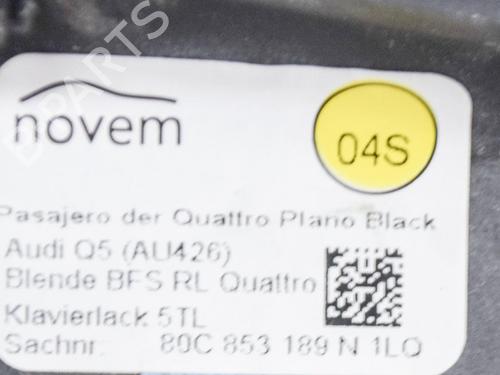 novem
04S
Pasajero der Quattro Plano Black
Audi Q5 (AU426)
Blende BFS RL Quattro
Klavierlack 5TL
Sachnr: 80C 853 189 N 1LQ